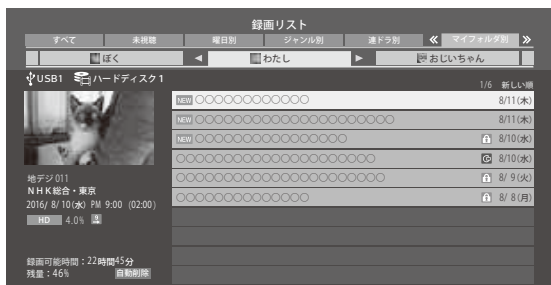 録画リスト
すべて 未視聴 曜日別 ジャンル別 連ドラ別 マイフォルダ別
ぼく わたし おじいちゃん
USB1 ハードディスク1
1/6 新しい順
NEW 〇〇〇〇〇〇〇〇〇〇〇〇 8/11(木)
NEW 〇〇〇〇〇〇〇〇〇〇〇〇〇〇〇〇〇〇〇〇〇 8/11(木)
NEW 〇〇〇〇〇〇〇〇〇〇〇〇〇〇〇〇 8/10(水)
〇〇〇〇〇〇〇〇〇〇〇〇〇〇〇〇〇〇〇〇〇 8/10(水)
〇〇〇〇〇〇〇〇〇〇〇〇〇〇〇〇〇〇〇〇〇〇 8/ 9(火)
〇〇〇〇〇〇〇〇〇〇〇〇〇〇 8/ 8(月)
地デジ 011
NHK総合・東京
2016/ 8/ 10(水) PM 9:00 (02:00)
HD 4.0%
録画可能時間：22時間45分
残量：46% 自動削除